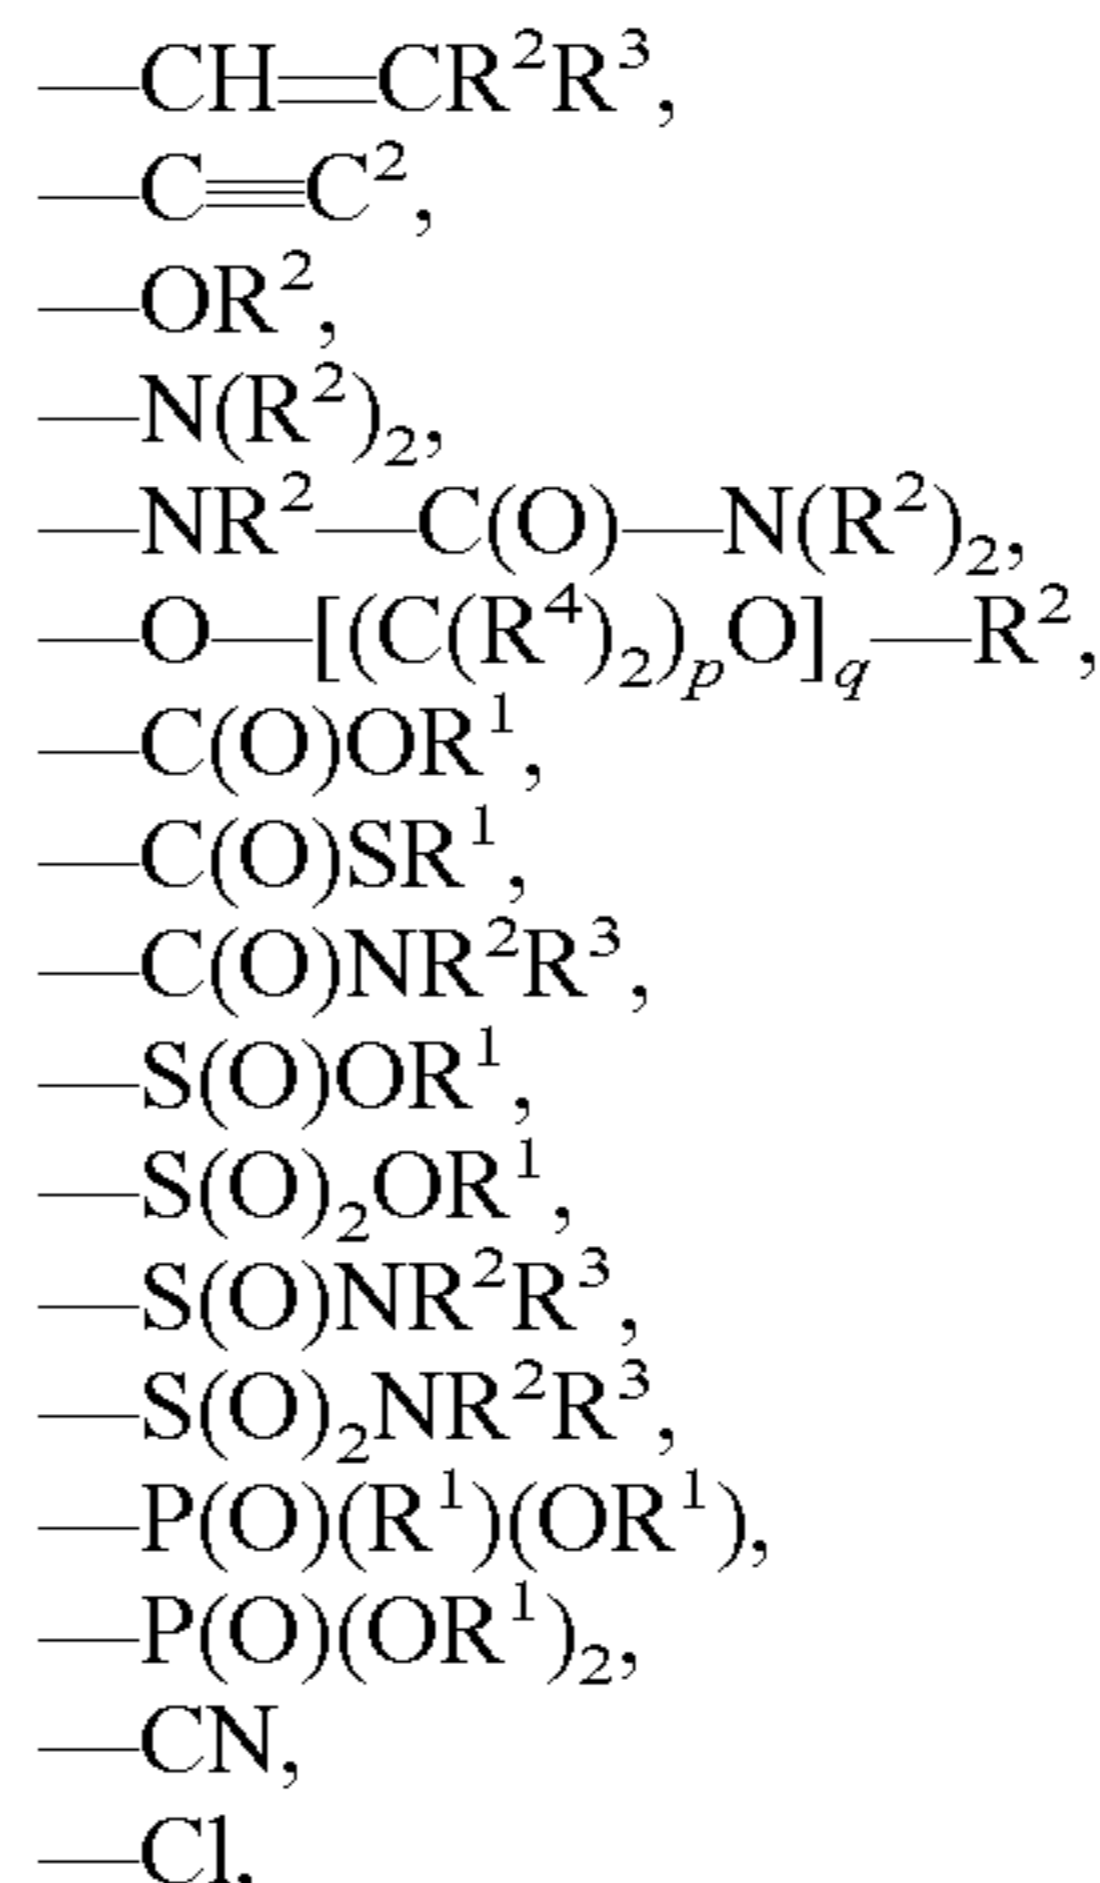 —CH=CR²R³,
—C≡C²,
—OR²,
—N(R²)₂,
—NR²—C(O)—N(R²)₂,
—O—[(C(R⁴)₂)ₚO]q—R²,
—C(O)OR¹,
—C(O)SR¹,
—C(O)NR²R³,
—S(O)OR¹,
—S(O)₂OR¹,
—S(O)NR²R³,
—S(O)₂NR²R³,
—P(O)(R¹)(OR¹),
—P(O)(OR¹)₂,
—CN,
—Cl,